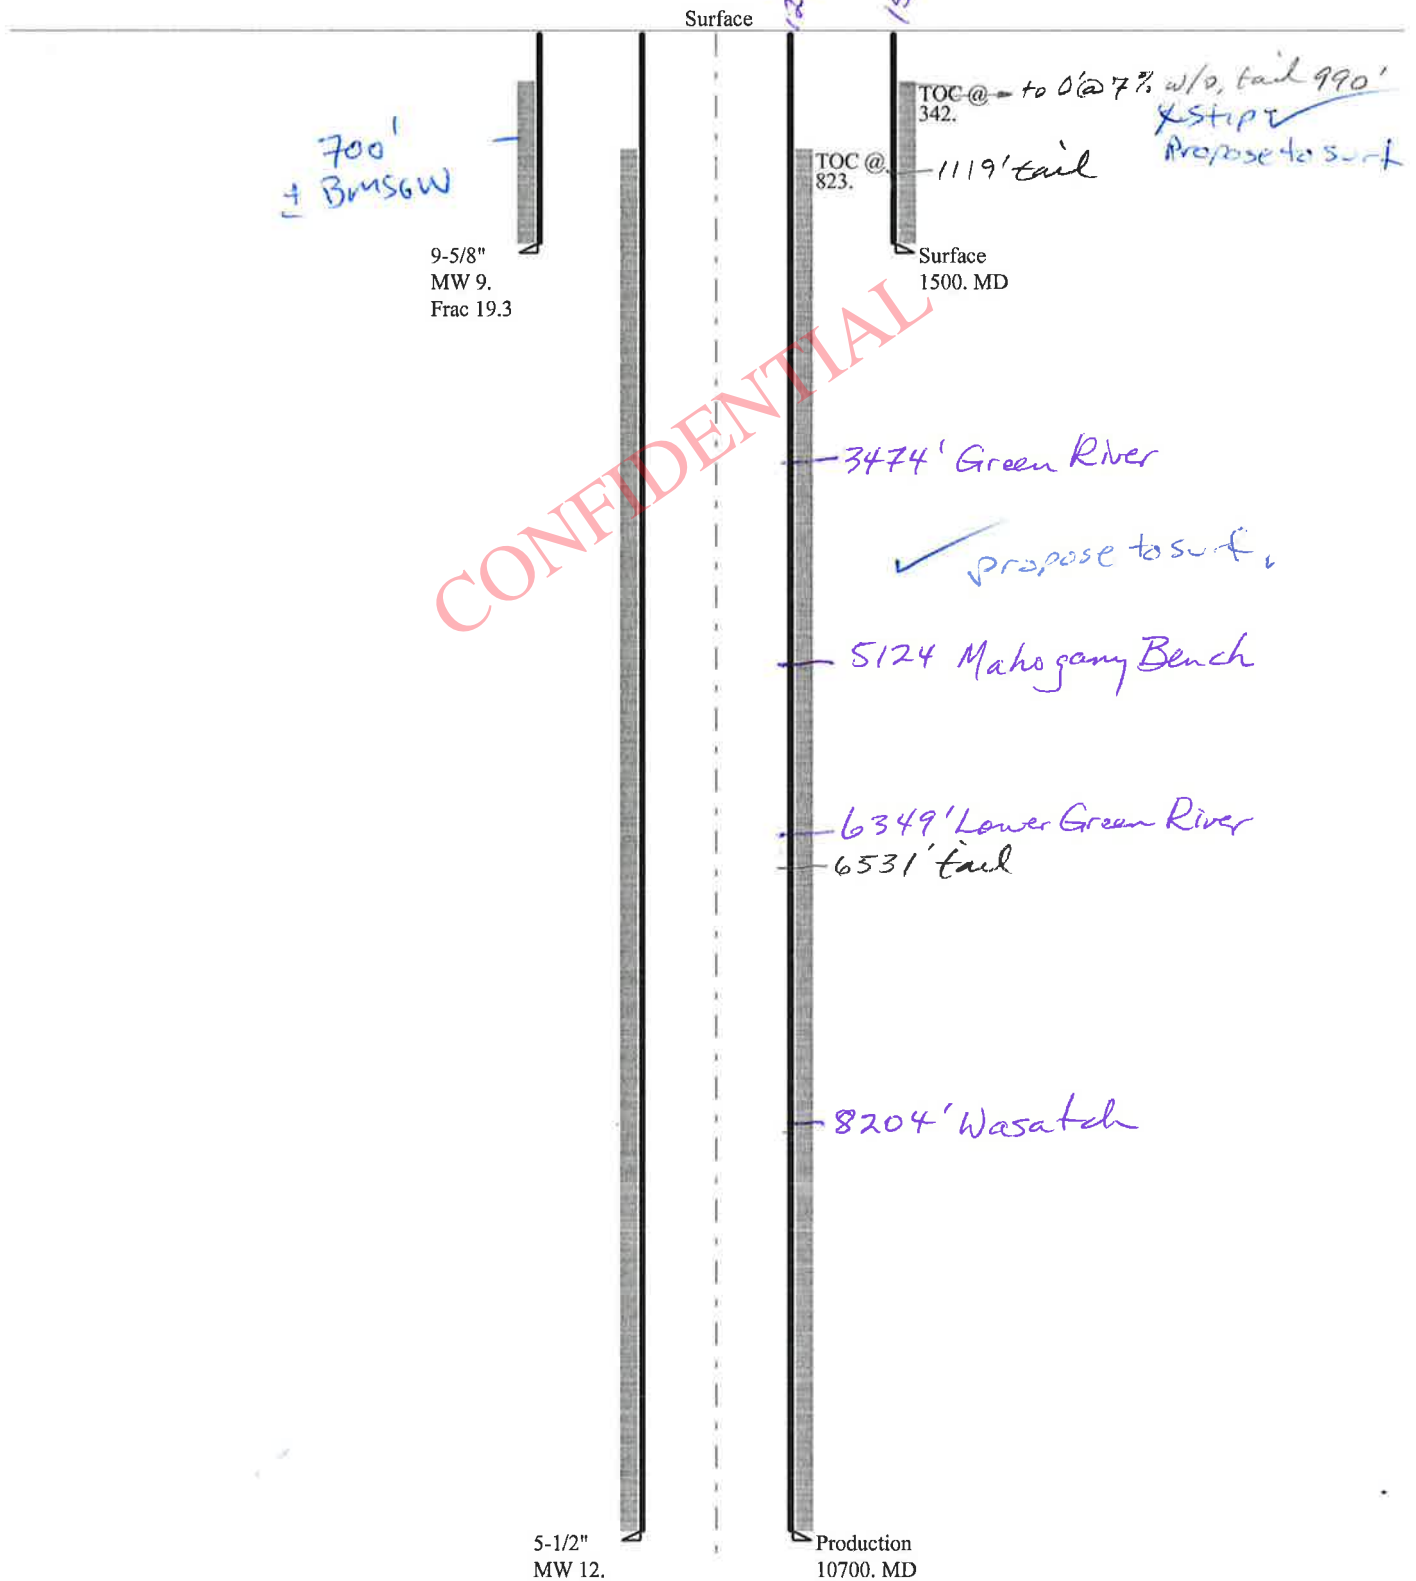 Surface
TOC @
342.
to 0' @ 7% w/o, tail 990'
*Stip ✓
Propose to surf
700'
± BMSGW
TOC @
823.
1119' tail
9-5/8"
MW 9.
Frac 19.3
Surface
1500. MD
CONFIDENTIAL
3474' Green River
✓ propose to surf.
5124 Mahogany Bench
6349' Lower Green River
6531' tail
8204' Wasatch
5-1/2"
MW 12.
Production
10700. MD